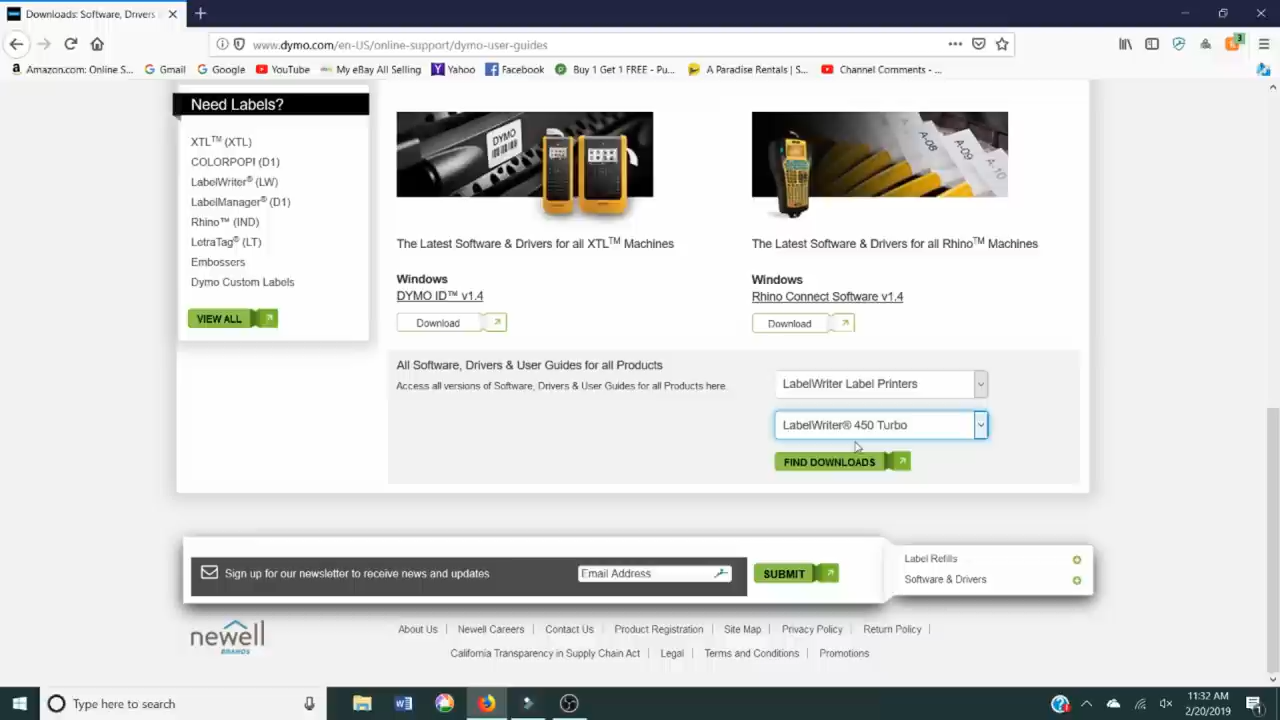 Downloads: Software, Drivers
www.dymo.com/en-US/online-support/dymo-user-guides
3
Amazon.com: Online S...
Gmail
Google
YouTube
My eBay All Selling
Yahoo
Facebook
Buy 1 Get 1 FREE - Pu...
A Paradise Rentals | S...
Channel Comments - ...
Need Labels?
XTL™ (XTL)
COLORPOP! (D1)
LabelWriter® (LW)
LabelManager® (D1)
Rhino™ (IND)
LetraTag® (LT)
Embossers
Dymo Custom Labels
VIEW ALL
DYMO
A-08
A-09
A-10
The Latest Software & Drivers for all XTL™ Machines
Windows
DYMO ID™ v1.4
Download
The Latest Software & Drivers for all Rhino™ Machines
Windows
Rhino Connect Software v1.4
Download
All Software, Drivers & User Guides for all Products
Access all versions of Software, Drivers & User Guides for all Products here.
LabelWriter Label Printers
LabelWriter® 450 Turbo
FIND DOWNLOADS
Sign up for our newsletter to receive news and updates
Email Address
SUBMIT
Label Refills
Software & Drivers
newell
BRANDS
About Us | Newell Careers | Contact Us | Product Registration | Site Map | Privacy Policy | Return Policy |
California Transparency in Supply Chain Act | Legal | Terms and Conditions | Promotions
Type here to search
11:32 AM
2/20/2019